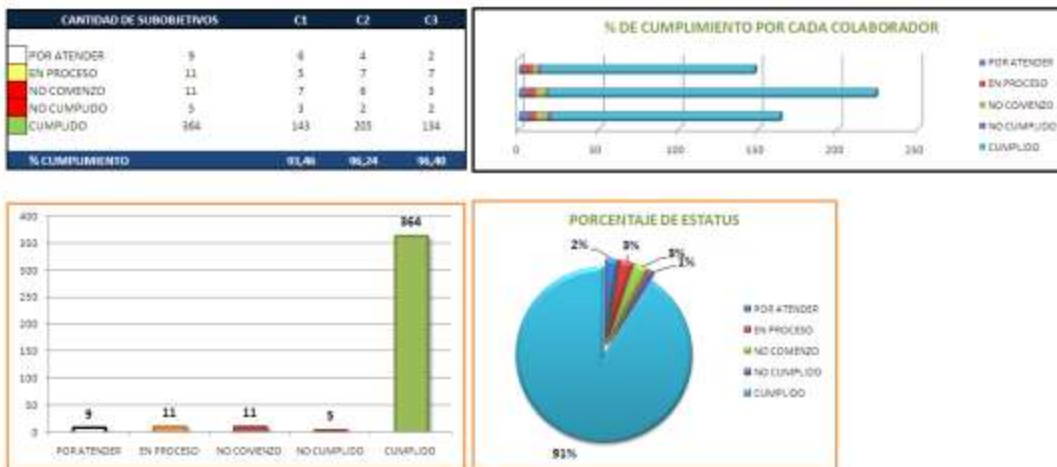 CANTIDAD DE SUBOBJETIVOS C1 C2 C3
POR ATENDER 9 6 4 2
EN PROCESO 11 5 7 7
NO COMENZO 11 7 6 3
NO CUMPLIDO 5 3 2 2
CUMPLIDO 364 143 205 134
% CUMPLIMIENTO 93,46 96,24 96,40
% DE CUMPLIMIENTO POR CADA COLABORADOR
POR ATENDER
EN PROCESO
NO COMENZO
NO CUMPLIDO
CUMPLIDO
0 50 100 150 200 250
400
350
300
250
200
150
100
50
0
9 11 11 5 364
POR ATENDER EN PROCESO NO COMENZO NO CUMPLIDO CUMPLIDO
PORCENTAJE DE ESTATUS
2% 3% 3% 1%
POR ATENDER
EN PROCESO
NO COMENZO
NO CUMPLIDO
CUMPLIDO
91%